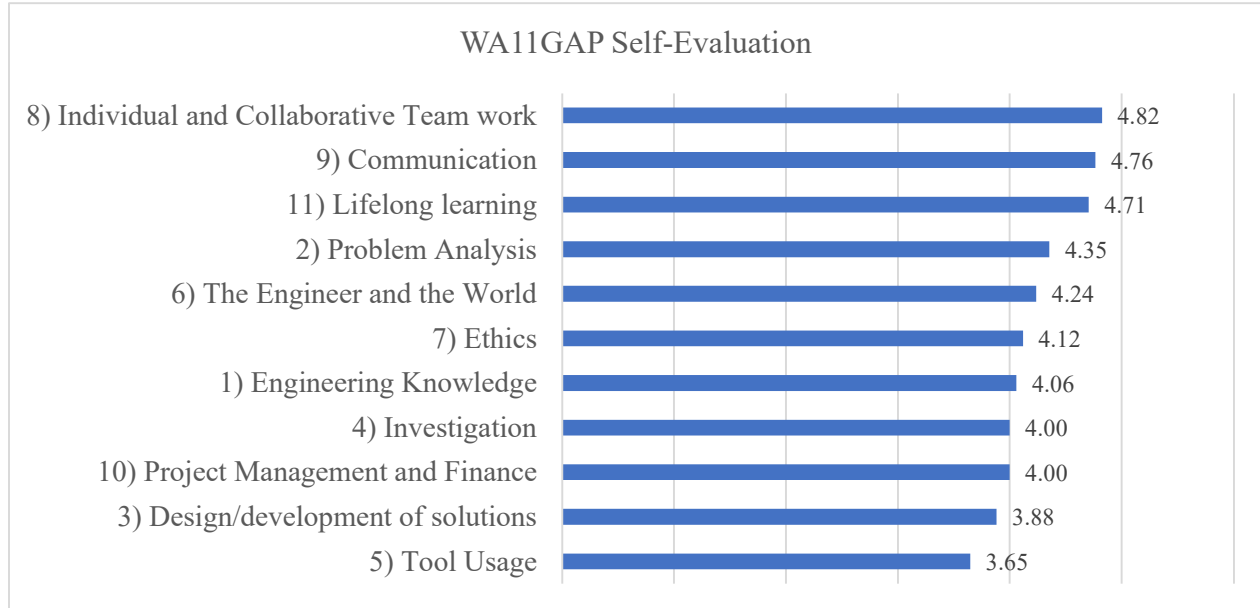 WA11GAP Self-Evaluation
8) Individual and Collaborative Team work 4.82
9) Communication 4.76
11) Lifelong learning 4.71
2) Problem Analysis 4.35
6) The Engineer and the World 4.24
7) Ethics 4.12
1) Engineering Knowledge 4.06
4) Investigation 4.00
10) Project Management and Finance 4.00
3) Design/development of solutions 3.88
5) Tool Usage 3.65